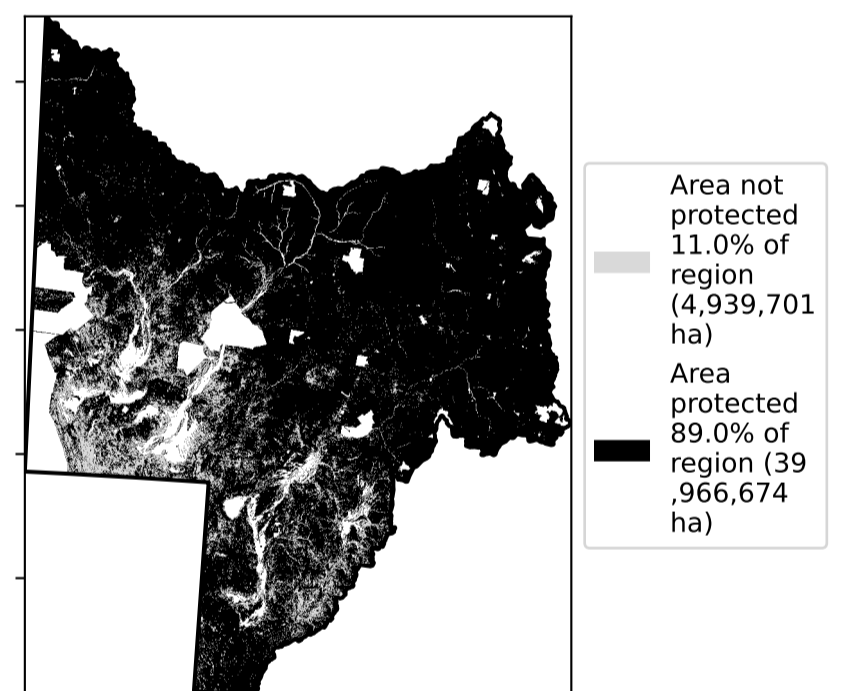 Area not
protected
11.0% of
region
(4,939,701
ha)
Area
protected
89.0% of
region (39
,966,674
ha)